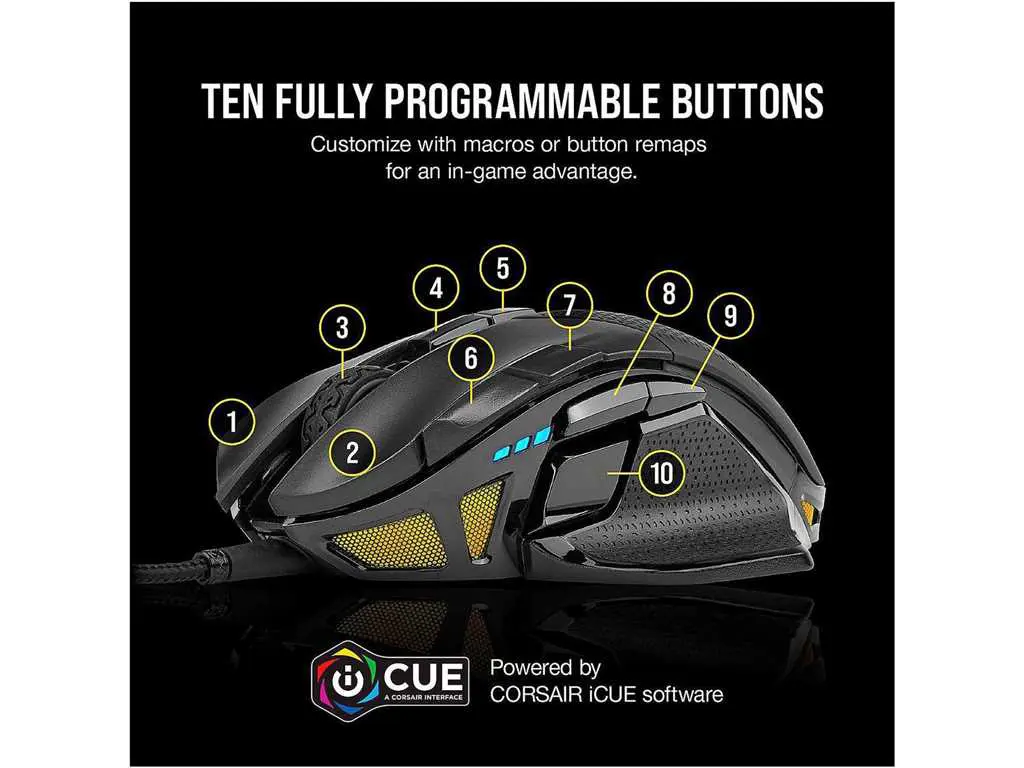 TEN FULLY PROGRAMMABLE BUTTONS
Customize with macros or button remaps
for an in-game advantage.
5
4
8
7
9
3
6
1
2
10
CUE
A CORSAIR INTERFACE
Powered by
CORSAIR iCUE software